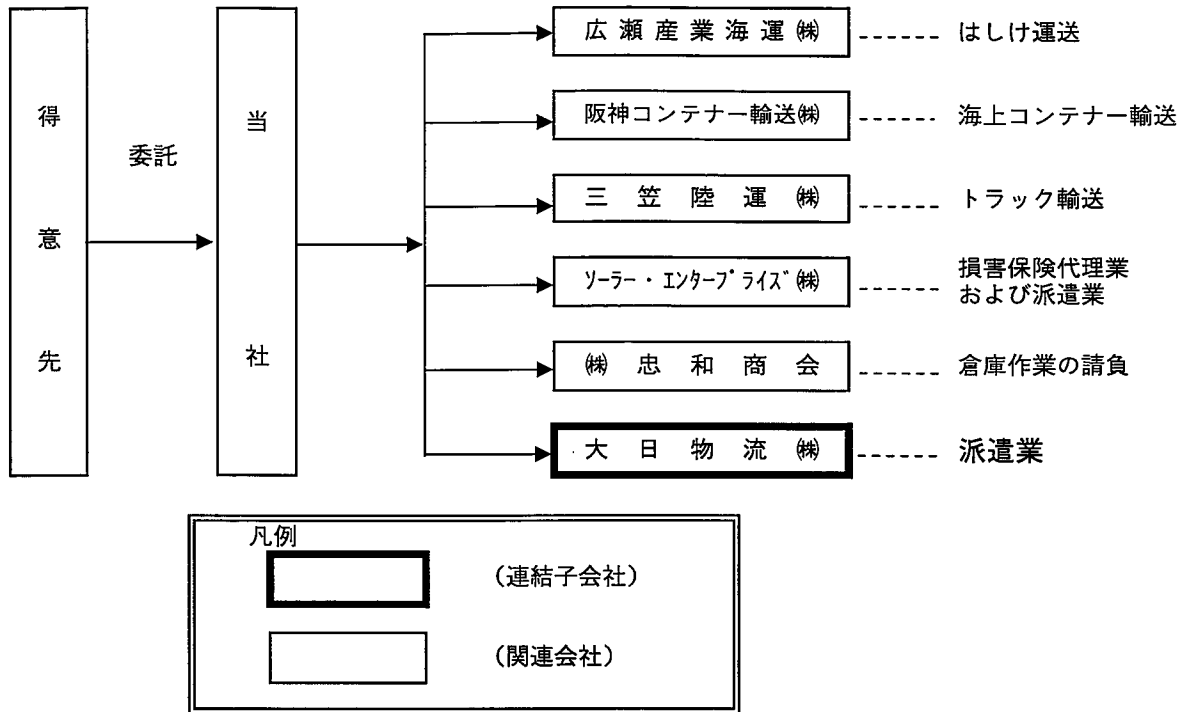 得意先
委託
当社
広瀬産業海運㈱ ------ はしけ運送
阪神コンテナー輸送㈱ ------ 海上コンテナー輸送
三笠陸運㈱ ------ トラック輸送
ｿｰﾗｰ・ｴﾝﾀｰﾌﾟﾗｲｽﾞ㈱ ------ 損害保険代理業
および派遣業
㈱忠和商会 ------ 倉庫作業の請負
大日物流㈱ ------ 派遣業
凡例
（連結子会社）
（関連会社）